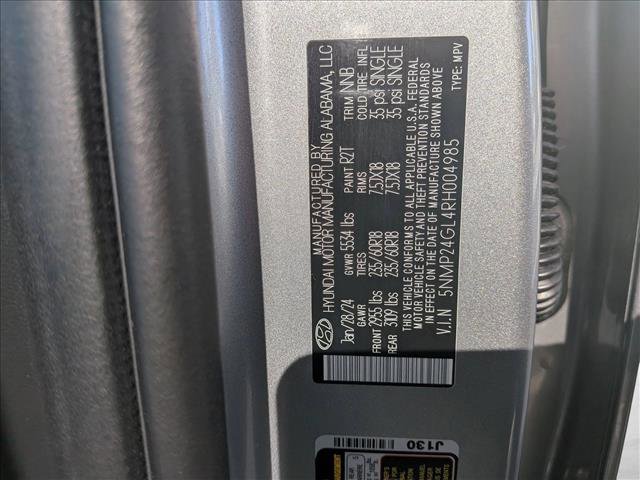 MANUFACTURED BY
HYUNDAI MOTOR MANUFACTURING ALABAMA, LLC
Jan/28/24 GVWR 5534 lbs PAINT R2T TRIM NNB
GAWR TIRES RIMS COLD TIRE INFL
FRONT 2955 lbs 235/60R18 7.5JX18 35 psi SINGLE
REAR 3109 lbs 235/60R18 7.5JX18 35 psi SINGLE
THIS VEHICLE CONFORMS TO ALL APPLICABLE U.S.A. FEDERAL
MOTOR VEHICLE SAFETY AND THEFT PREVENTION STANDARDS
IN EFFECT ON THE DATE OF MANUFACTURE SHOWN ABOVE
V.I.N 5NMP24GL4RH004985 TYPE: MPV
J130